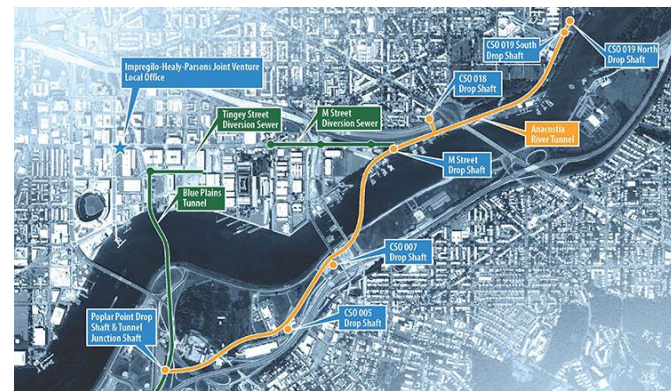 CSO 019 South
Drop Shaft
CSO 019 North
Drop Shaft
Impregilo-Healy-Parsons Joint Venture
Local Office
CSO 018
Drop Shaft
Tingey Street
Diversion Sewer
M Street
Diversion Sewer
Anacostia
River Tunnel
M Street
Drop Shaft
Blue Plains
Tunnel
CSO 007
Drop Shaft
Poplar Point Drop
Shaft & Tunnel
Junction Shaft
CSO 005
Drop Shaft